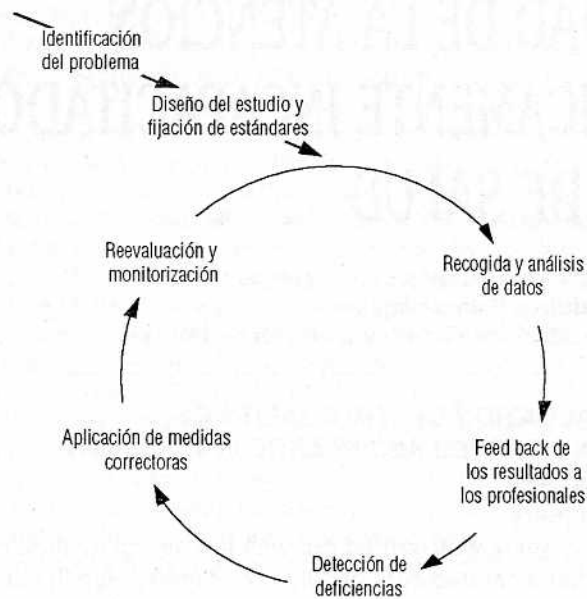 Identificación
del problema
Diseño del estudio y
fijación de estándares
Recogida y análisis
de datos
Feed back de
los resultados a
los profesionales
Detección de
deficiencias
Aplicación de medidas
correctoras
Reevaluación y
monitorización